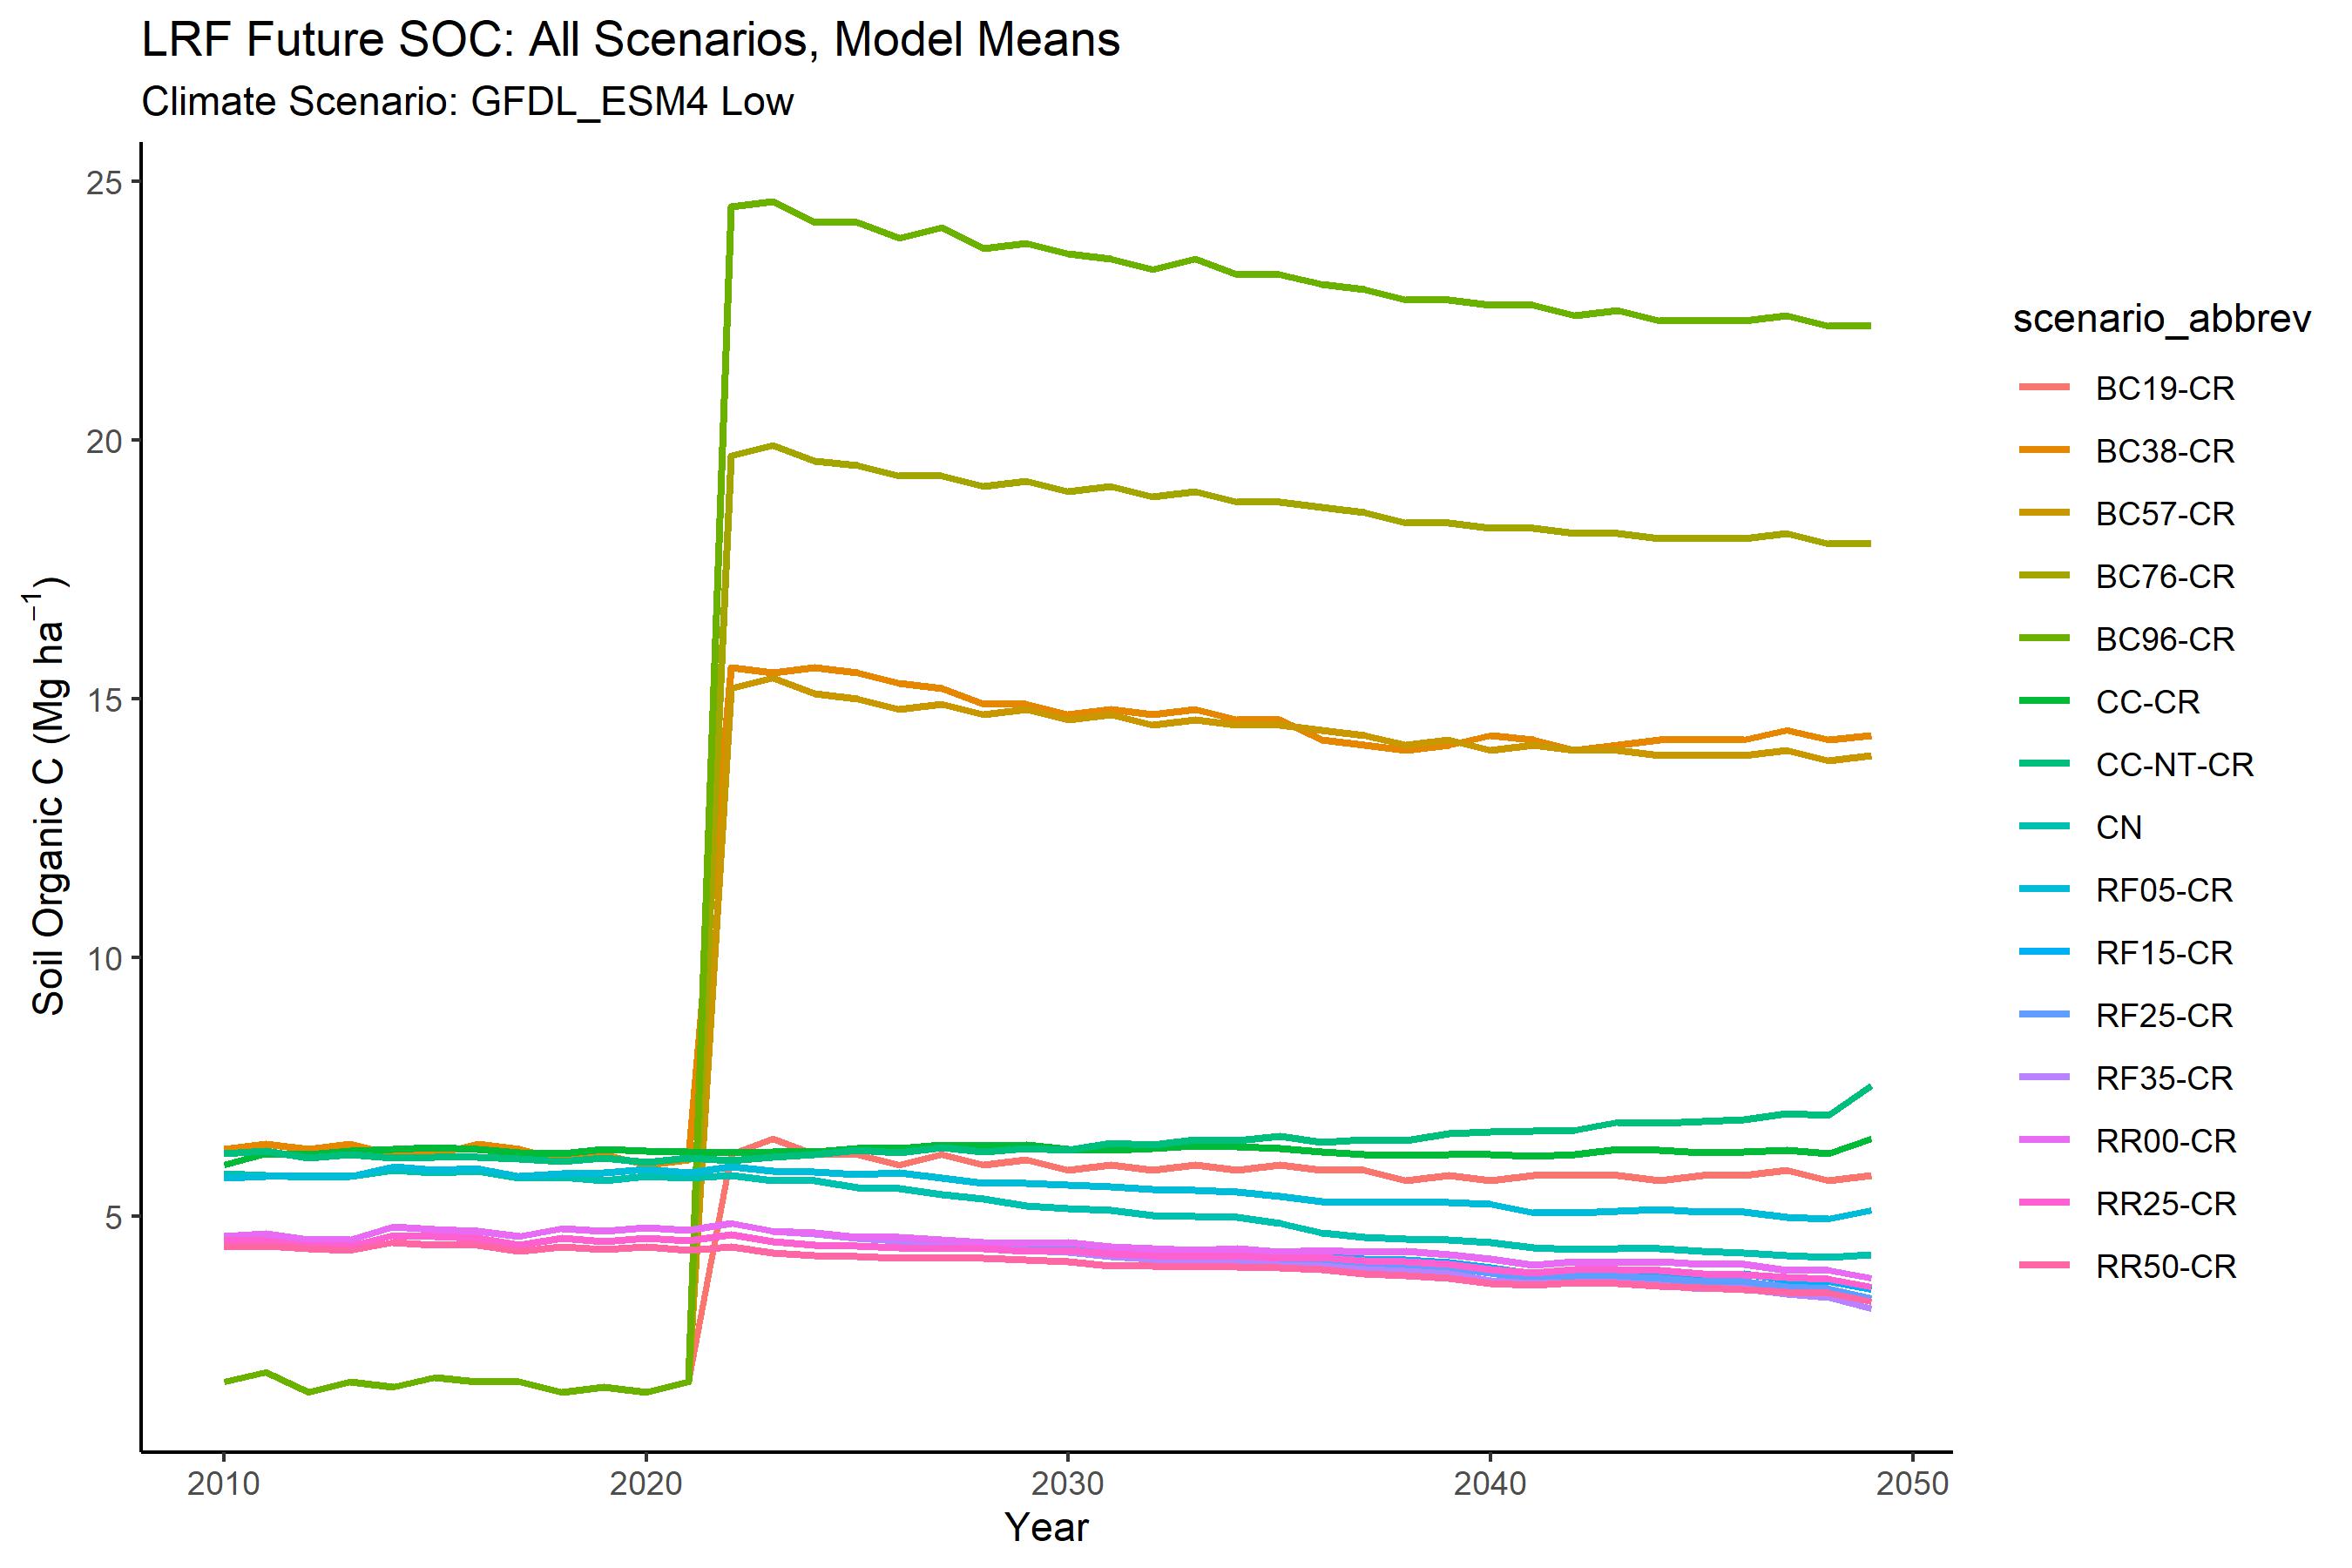 LRF Future SOC: All Scenarios, Model Means
Climate Scenario: GFDL_ESM4 Low
25
20
15
10
5
Soil Organic C (Mg ha⁻¹)
2010
2020
2030
2040
2050
Year
scenario_abbrev
BC19-CR
BC38-CR
BC57-CR
BC76-CR
BC96-CR
CC-CR
CC-NT-CR
CN
RF05-CR
RF15-CR
RF25-CR
RF35-CR
RR00-CR
RR25-CR
RR50-CR